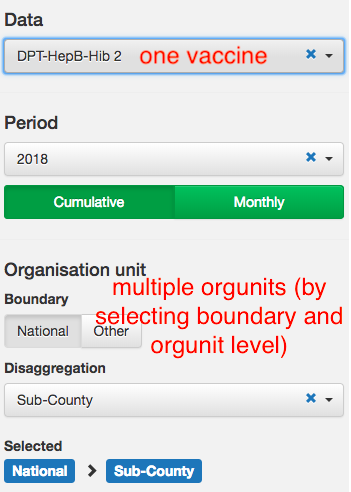 Data
DPT-HepB-Hib 2 one vaccine
Period
2018
Cumulative Monthly
Organisation unit
multiple orgunits (by
Boundary
selecting boundary and
National Other
orgunit level)
Disaggregation
Sub-County
Selected
National Sub-County